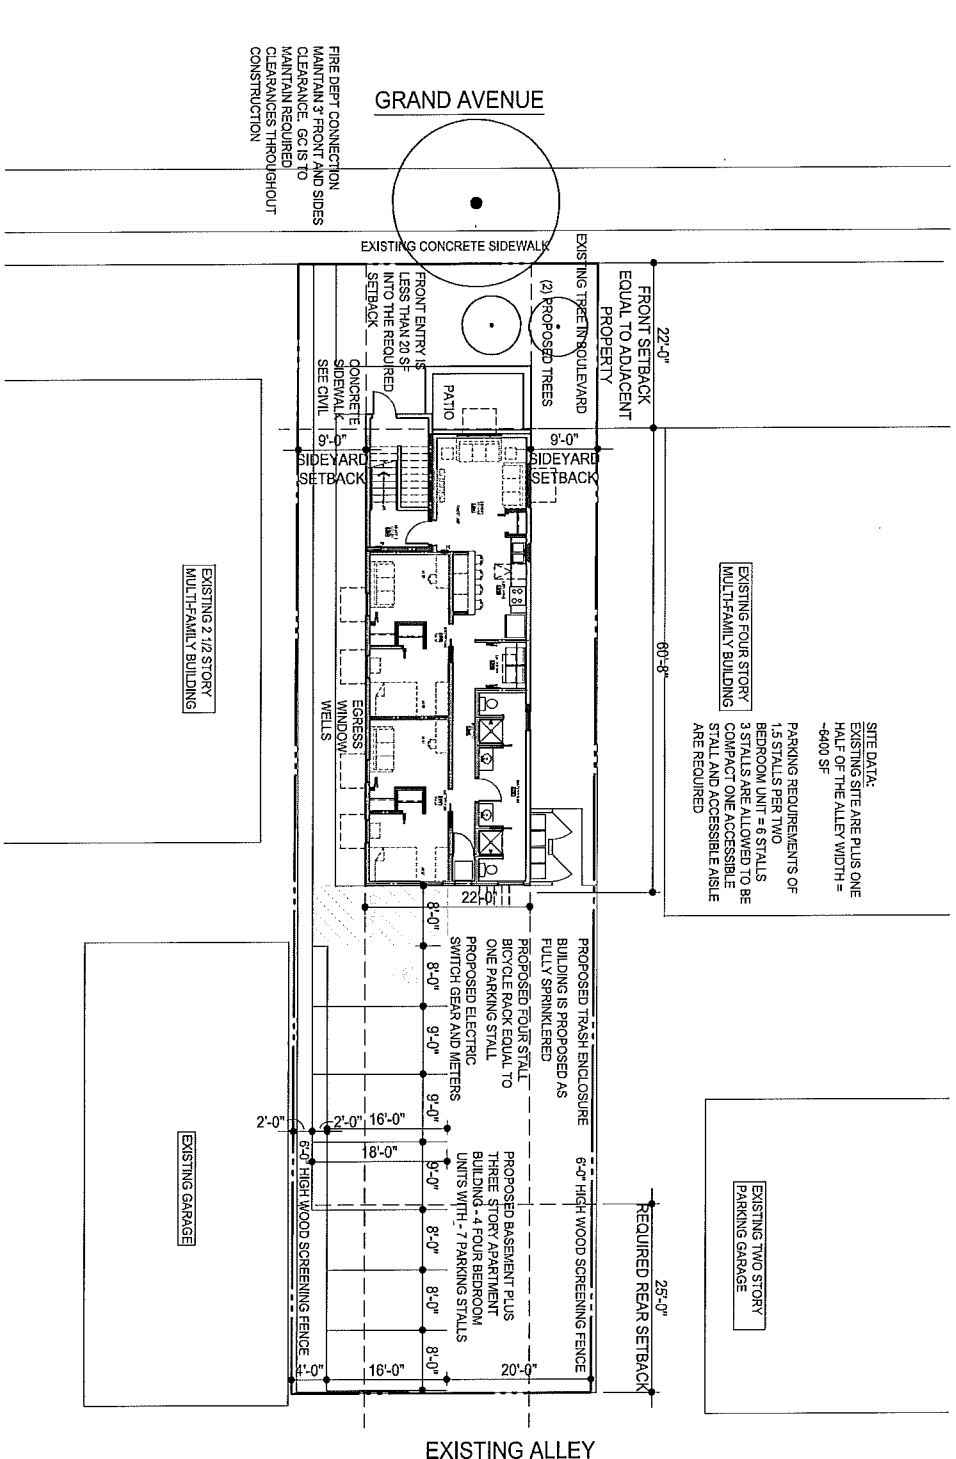 GRAND AVENUE
FIRE DEPT CONNECTION
MAINTAIN 3' FRONT AND SIDES
CLEARANCE. GC IS TO
MAINTAIN REQUIRED
CLEARANCES THROUGHOUT
CONSTRUCTION
EXISTING CONCRETE SIDEWALK
EXISTING TREE IN BOULEVARD
(2) PROPOSED TREES
FRONT ENTRY IS
LESS THAN 20 SF
INTO THE REQUIRED
SETBACK
CONCRETE
SIDEWALK
SEE CIVIL
PATIO
FRONT SETBACK
EQUAL TO ADJACENT
PROPERTY
22'-0"
9'-0"
SIDEYARD
SETBACK
9'-0"
SIDEYARD
SETBACK
60'-8"
EXISTING 2 1/2 STORY
MULTI-FAMILY BUILDING
EXISTING FOUR STORY
MULTI-FAMILY BUILDING
SITE DATA:
EXISTING SITE ARE PLUS ONE
HALF OF THE ALLEY WIDTH =
~6400 SF
PARKING REQUIREMENTS OF
1.5 STALLS PER TWO
BEDROOM UNIT = 6 STALLS
3 STALLS ARE ALLOWED TO BE
COMPACT ONE ACCESSIBLE
STALL AND ACCESSIBLE AISLE
ARE REQUIRED
EGRESS
WINDOW
WELLS
22'-0"
8'-0"
8'-0"
9'-0"
9'-0"
9'-0"
8'-0"
8'-0"
8'-0"
PROPOSED TRASH ENCLOSURE
BUILDING IS PROPOSED AS
FULLY SPRINKLERED
PROPOSED FOUR STALL
BICYCLE RACK EQUAL TO
ONE PARKING STALL
PROPOSED ELECTRIC
SWITCH GEAR AND METERS
2'-0"
2'-0"
16'-0"
18'-0"
6'-0" HIGH WOOD SCREENING FENCE
6'-0" HIGH WOOD SCREENING FENCE
PROPOSED BASEMENT PLUS
THREE STORY APARTMENT
BUILDING - 4 FOUR BEDROOM
UNITS WITH - 7 PARKING STALLS
REQUIRED REAR SETBACK
25'-0"
EXISTING GARAGE
EXISTING TWO STORY
PARKING GARAGE
4'-0"
16'-0"
20'-0"
EXISTING ALLEY